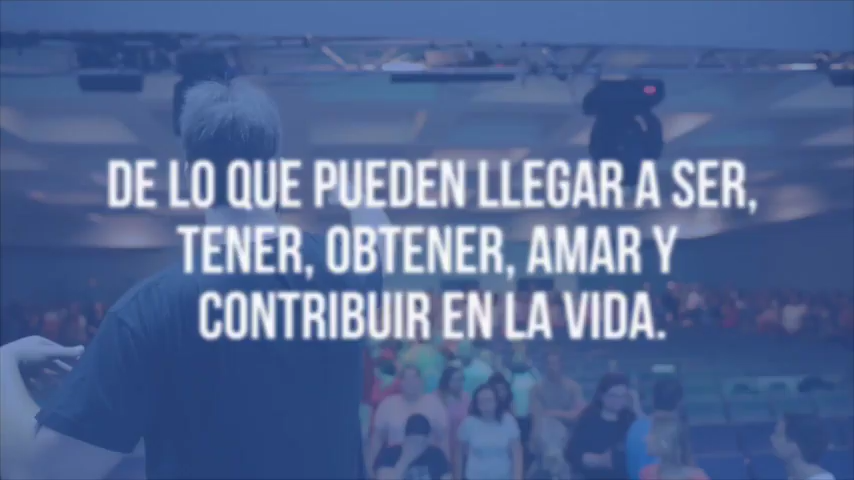 DE LO QUE PUEDEN LLEGAR A SER,
TENER, OBTENER, AMAR Y
CONTRIBUIR EN LA VIDA.